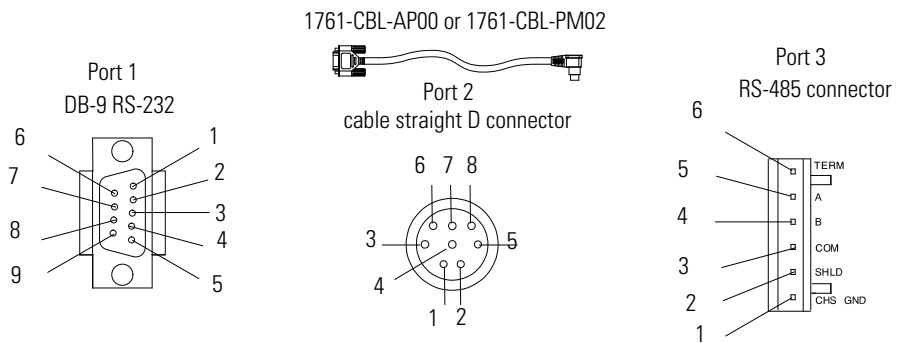 1761-CBL-AP00 or 1761-CBL-PM02
Port 1
DB-9 RS-232
6
7
8
9
1
2
3
4
5
Port 2
cable straight D connector
6 7 8
3
5
4
1 2
Port 3
RS-485 connector
6
5
4
3
2
1
TERM
A
B
COM
SHLD
CHS GND